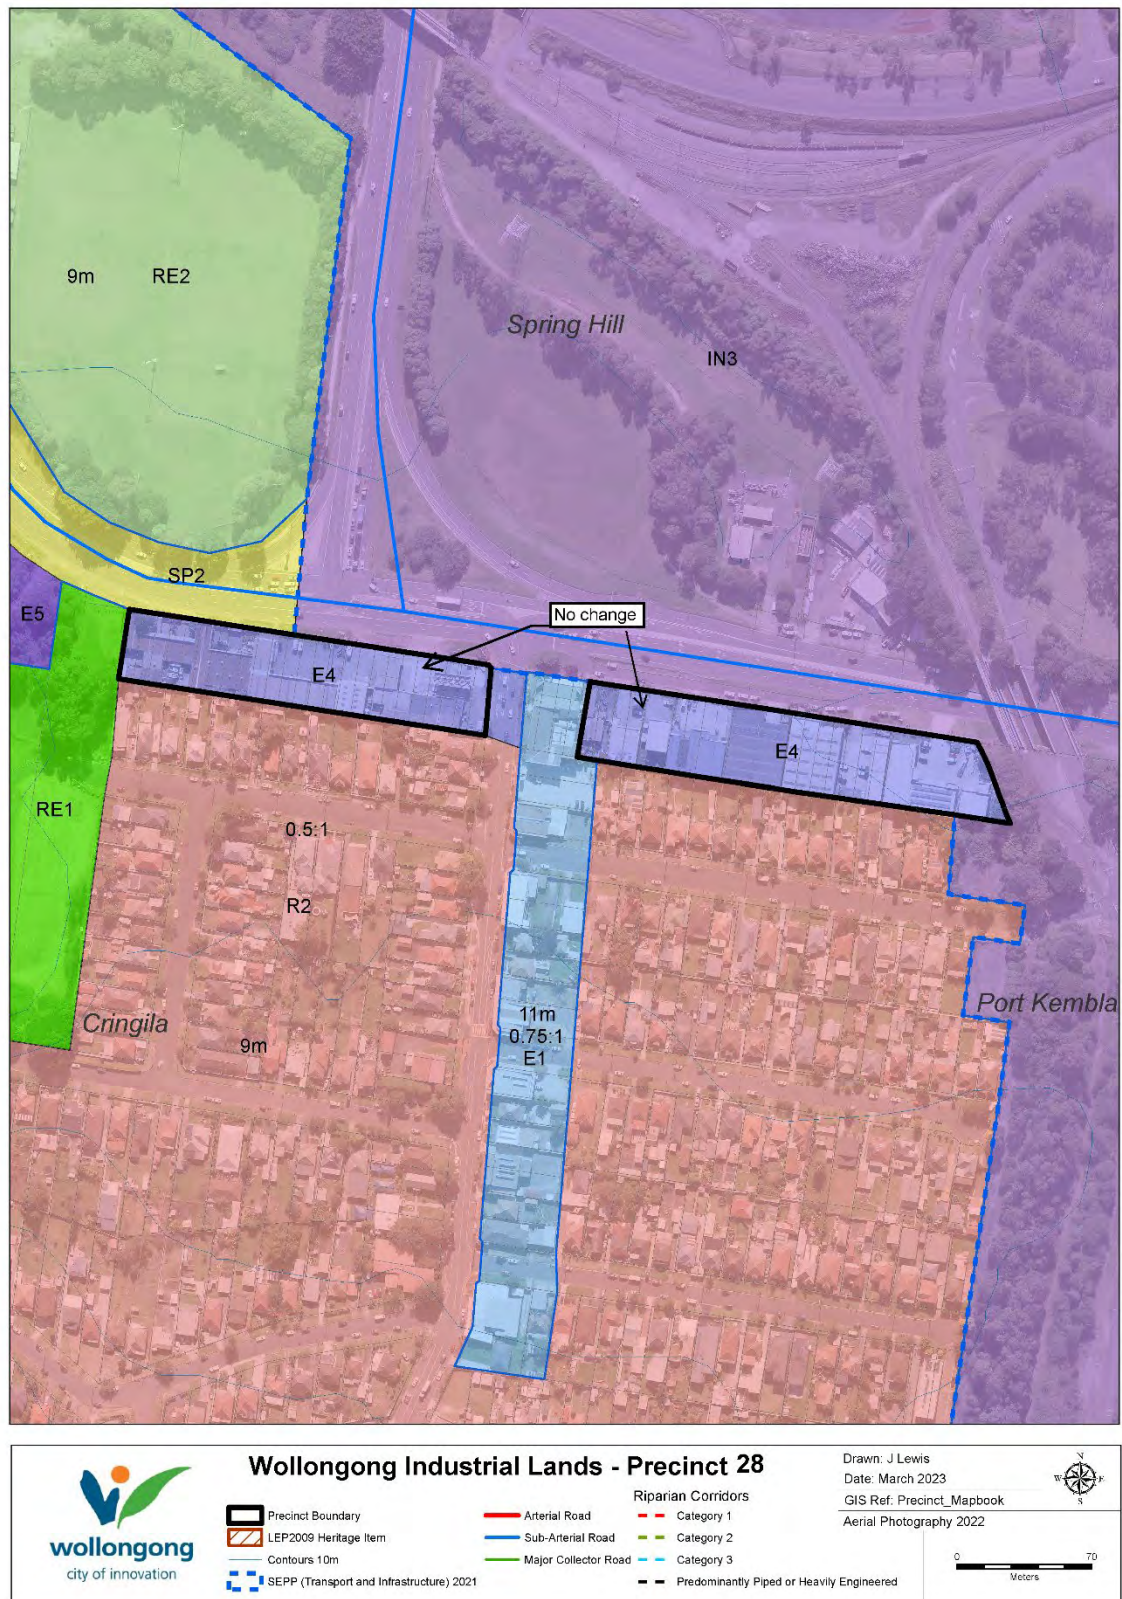 9m
RE2
Spring Hill
IN3
SP2
E5
No change
E4
E4
RE1
0.5:1
R2
Cringila
9m
11m
0.75:1
E1
Port Kembla
wollongong
city of innovation
Wollongong Industrial Lands - Precinct 28
Precinct Boundary
LEP2009 Heritage Item
Contours 10m
SEPP (Transport and Infrastructure) 2021
Arterial Road
Sub-Arterial Road
Major Collector Road
Riparian Corridors
Category 1
Category 2
Category 3
Predominantly Piped or Heavily Engineered
Drawn: J Lewis
Date: March 2023
GIS Ref: Precinct_Mapbook
Aerial Photography 2022
N
W
E
S
0 70
Meters